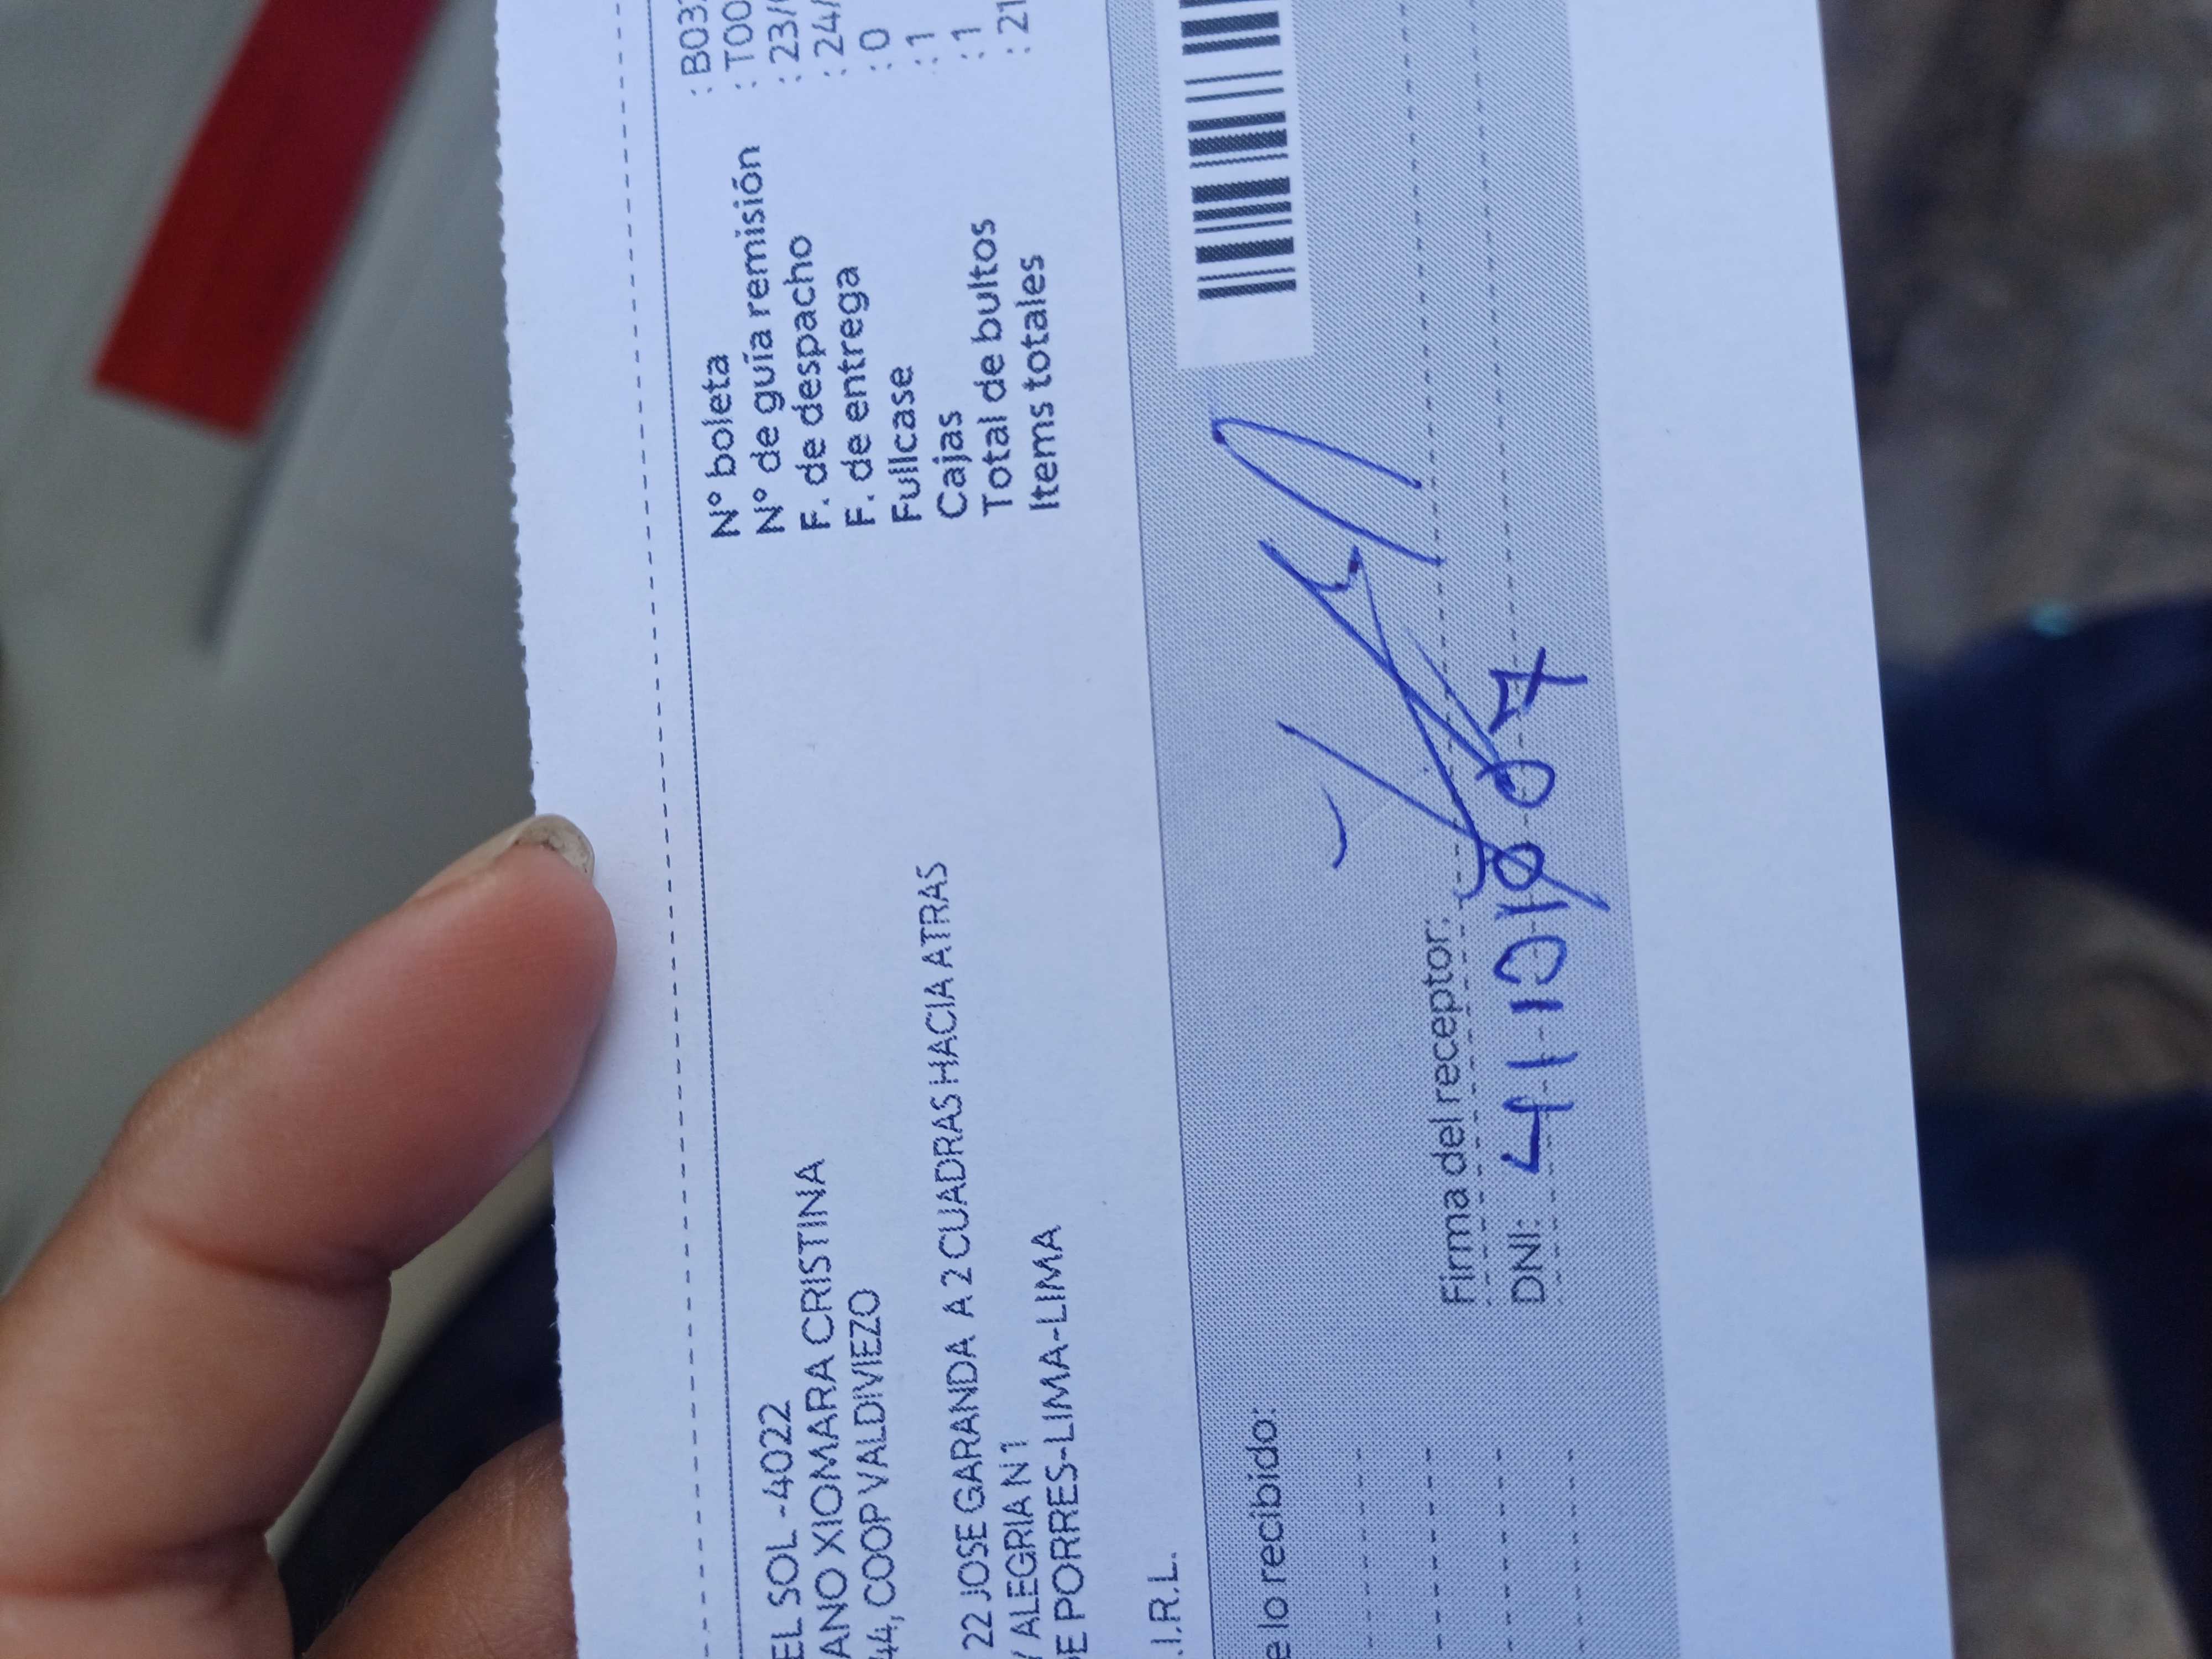 EL SOL - 4022
ANO XIOMARA CRISTINA
44, COOP VALDIVIEZO
22 JOSE GARANDA A 2 CUADRAS HACIA ATRAS
Y ALEGRIA N 1
DE PORRES-LIMA-LIMA
.I.R.L.
N° boleta : B03
N° de guía remisión : T00
F. de despacho : 23/
F. de entrega : 24/
Fullcase : 0
Cajas : 1
Total de bultos : 1
Items totales : 21
e lo recibido:
Firma del receptor:
DNI: 41101007